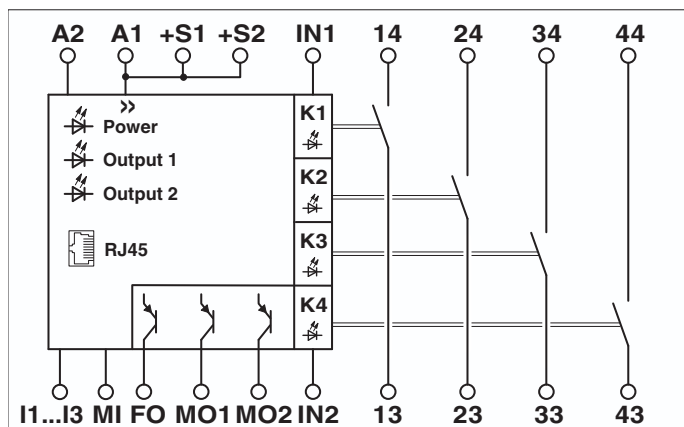 A2 A1 +S1 +S2 IN1 14 24 34 44
»
K1
Power
Output 1
K2
Output 2
K3
RJ45
K4
I1...I3 MI FO MO1 MO2 IN2 13 23 33 43